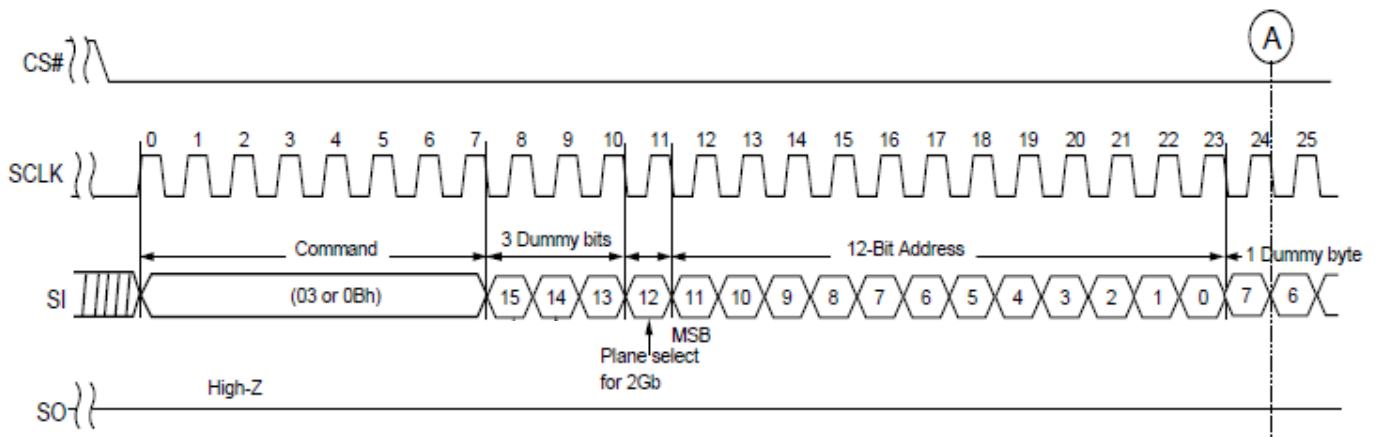 A
CS#
0 1 2 3 4 5 6 7 8 9 10 11 12 13 14 15 16 17 18 19 20 21 22 23 24 25
SCLK
Command 3 Dummy bits 12-Bit Address 1 Dummy byte
SI (03 or 0Bh) 15 14 13 12 11 10 9 8 7 6 5 4 3 2 1 0 7 6
MSB
Plane select
for 2Gb
High-Z
SO